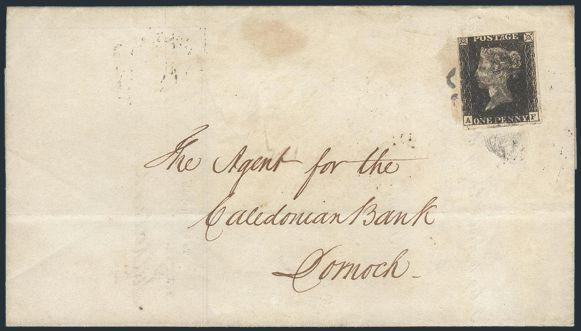 POSTAGE
A ONE PENNY F
The Agent for the
Caledonian Bank
Dornoch